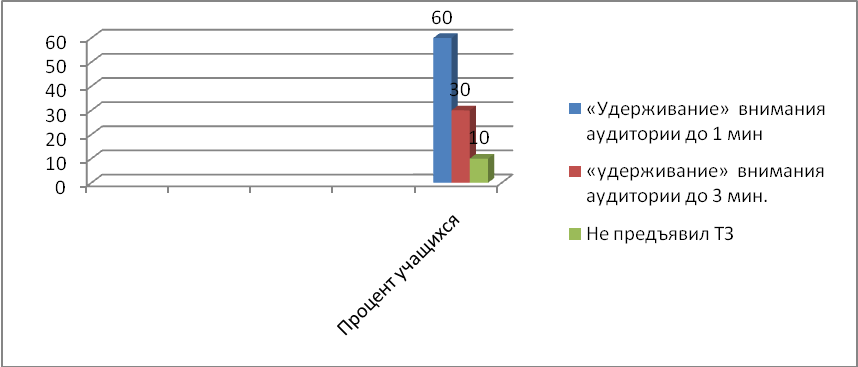 60
30
10
60
50
40
30
20
10
0
Процент учащихся
«Удерживание» внимания
аудитории до 1 мин
«удерживание» внимания
аудитории до 3 мин.
Не предъявил ТЗ